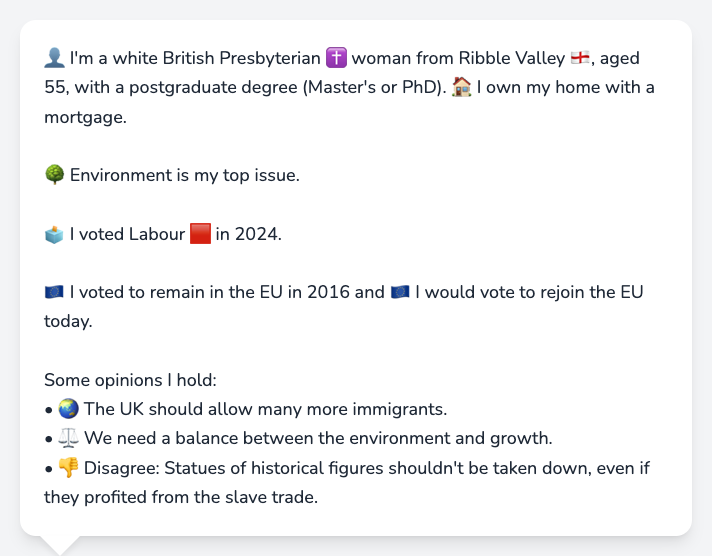 👤 I'm a white British Presbyterian ✝️ woman from Ribble Valley 🏴󠁧󠁢󠁥󠁮󠁧󠁿, aged
55, with a postgraduate degree (Master's or PhD). 🏠 I own my home with a
mortgage.
🌳 Environment is my top issue.
🗳️ I voted Labour 🟥 in 2024.
🇪🇺 I voted to remain in the EU in 2016 and 🇪🇺 I would vote to rejoin the EU
today.
Some opinions I hold:
• 🌏 The UK should allow many more immigrants.
• ⚖️ We need a balance between the environment and growth.
• 👎 Disagree: Statues of historical figures shouldn't be taken down, even if
they profited from the slave trade.